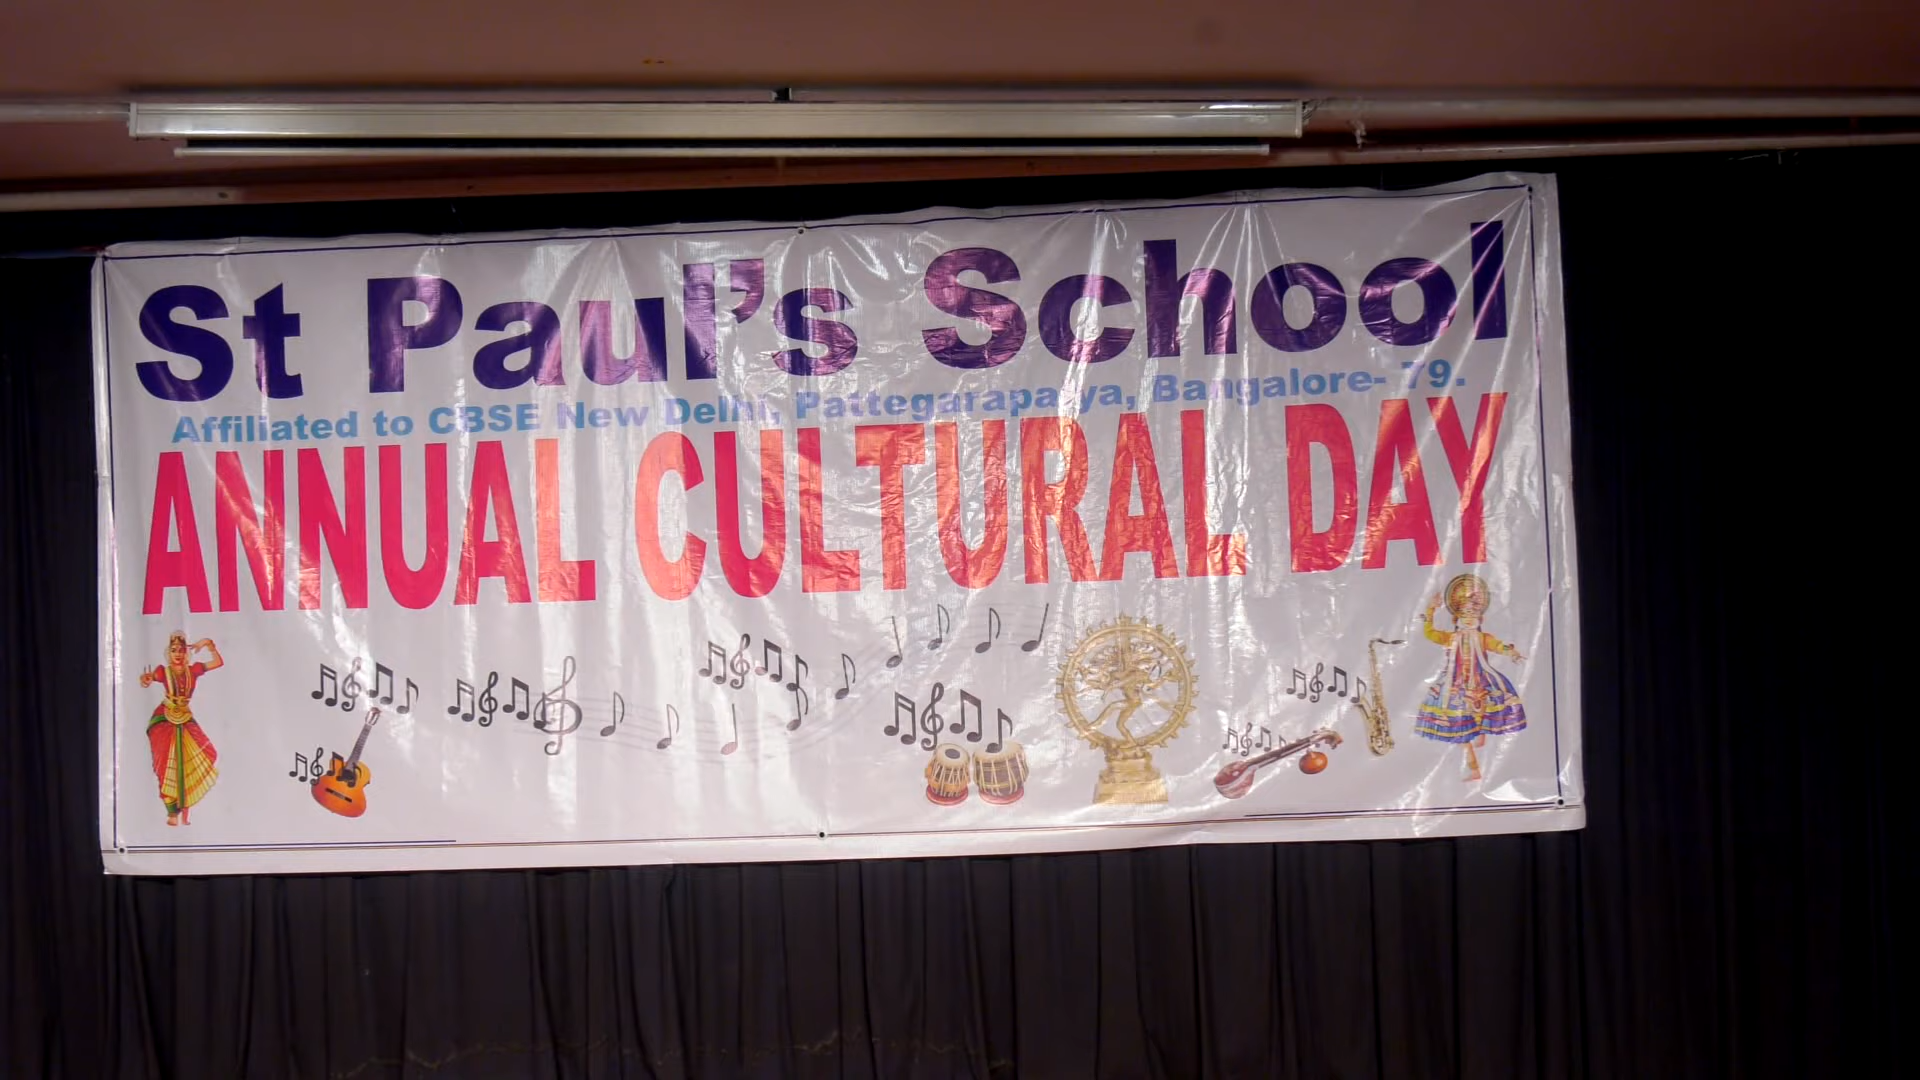 St Paul's School
Affiliated to CBSE New Delhi, Pattegarapalya, Bangalore- 79.
ANNUAL CULTURAL DAY